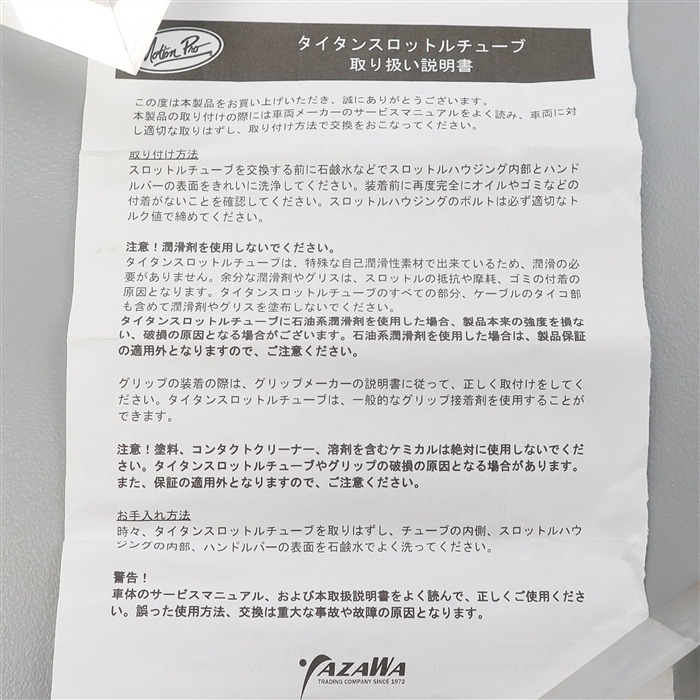 Motion Pro
タイタンスロットルチューブ
取り扱い説明書
この度は本製品をお買い上げいただき、誠にありがとうございます。
本製品の取り付けの際には車両メーカーのサービスマニュアルをよく読み、車両に対
し適切な取りはずし、取り付け方法で交換をおこなってください。
取り付け方法
スロットルチューブを交換する前に石鹸水などでスロットルハウジング内部とハンド
ルバーの表面をきれいに洗浄してください。装着前に再度完全にオイルやゴミなどの
付着がないことを確認してください。スロットルハウジングのボルトは必ず適切なト
ルク値で締めてください。
注意！潤滑剤を使用しないでください。
タイタンスロットルチューブは、特殊な自己潤滑性素材で出来ているため、潤滑の必
要がありません。余分な潤滑剤やグリスは、スロットルの抵抗や摩耗、ゴミの付着の
原因となります。タイタンスロットルチューブのすべての部分、ケーブルのタイコ部
も含めて潤滑剤やグリスを塗布しないでください。
タイタンスロットルチューブに石油系潤滑剤を使用した場合、製品本来の強度を損な
い、破損の原因となる場合がございます。石油系潤滑剤を使用した場合は、製品保証
の適用外となりますので、ご注意ください。
グリップの装着の際は、グリップメーカーの説明書に従って、正しく取付けをしてく
ださい。タイタンスロットルチューブは、一般的なグリップ接着剤を使用することが
できます。
注意！塗料、コンタクトクリーナー、溶剤を含むケミカルは絶対に使用しないでくだ
さい。タイタンスロットルチューブやグリップの破損の原因となる場合があります。
また、保証の適用外となりますので、ご注意ください。
お手入れ方法
時々、タイタンスロットルチューブを取りはずし、チューブの内側、スロットルハウ
ジングの内部、ハンドルバーの表面を石鹸水でよく洗ってください。
警告！
車体のサービスマニュアル、および本取扱説明書をよく読んで、正しくご使用くださ
い。誤った使用方法、交換は重大な事故や故障の原因となります。
YAZAWA
TRADING COMPANY SINCE 1972